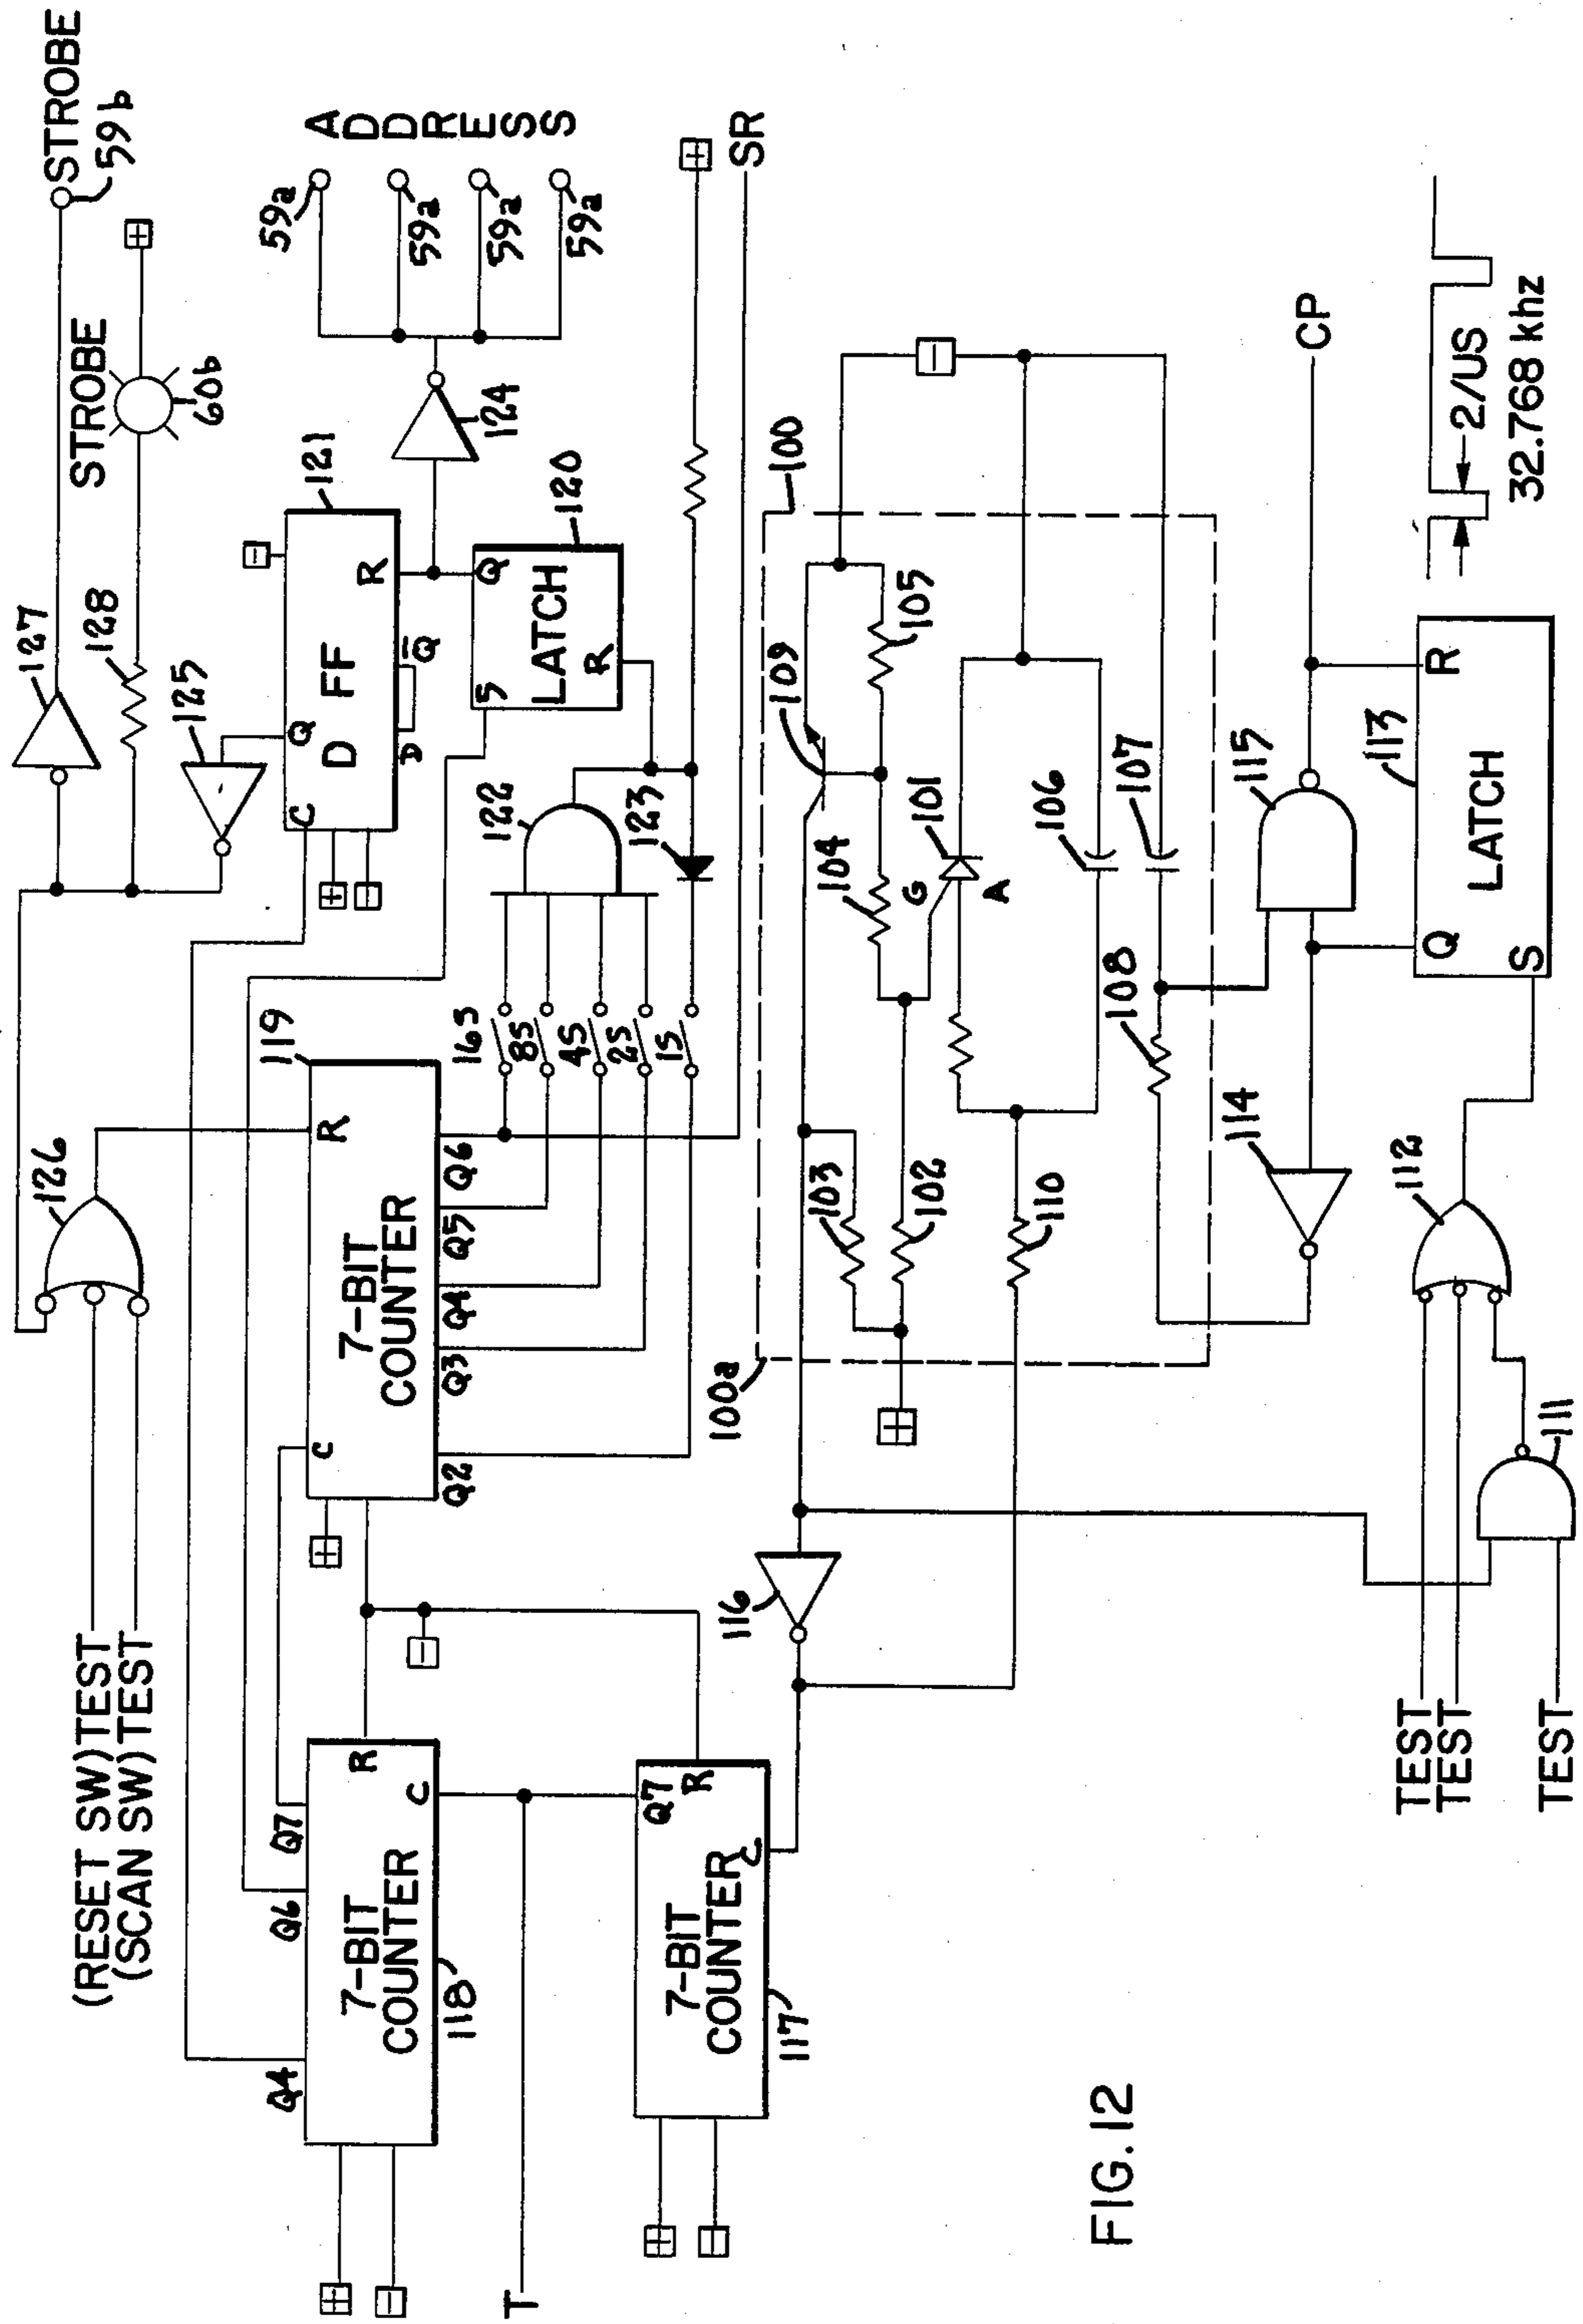 (RESET SW)TEST
(SCAN SW)TEST
126
127
STROBE
59b
STROBE
60b
128
125
C
Q
D FF
D
Q̅
R
121
124
59a
59a
59a
59a
ADDRESS
5
Q
LATCH
R
120
122
123
16S
8S
4S
2S
1S
119
C
R
7-BIT
COUNTER
Q2
Q3
Q4
Q5
Q6
SR
Q4
Q6
Q7
7-BIT
COUNTER
R
C
118
Q7
R
7-BIT
COUNTER
C
117
T
116
100a
100
103
102
104
105
109
G
101
A
106
107
108
110
114
115
CP
112
111
TEST
TEST
TEST
Q
S
LATCH
R
113
2/US
32.768 khz
FIG. 12